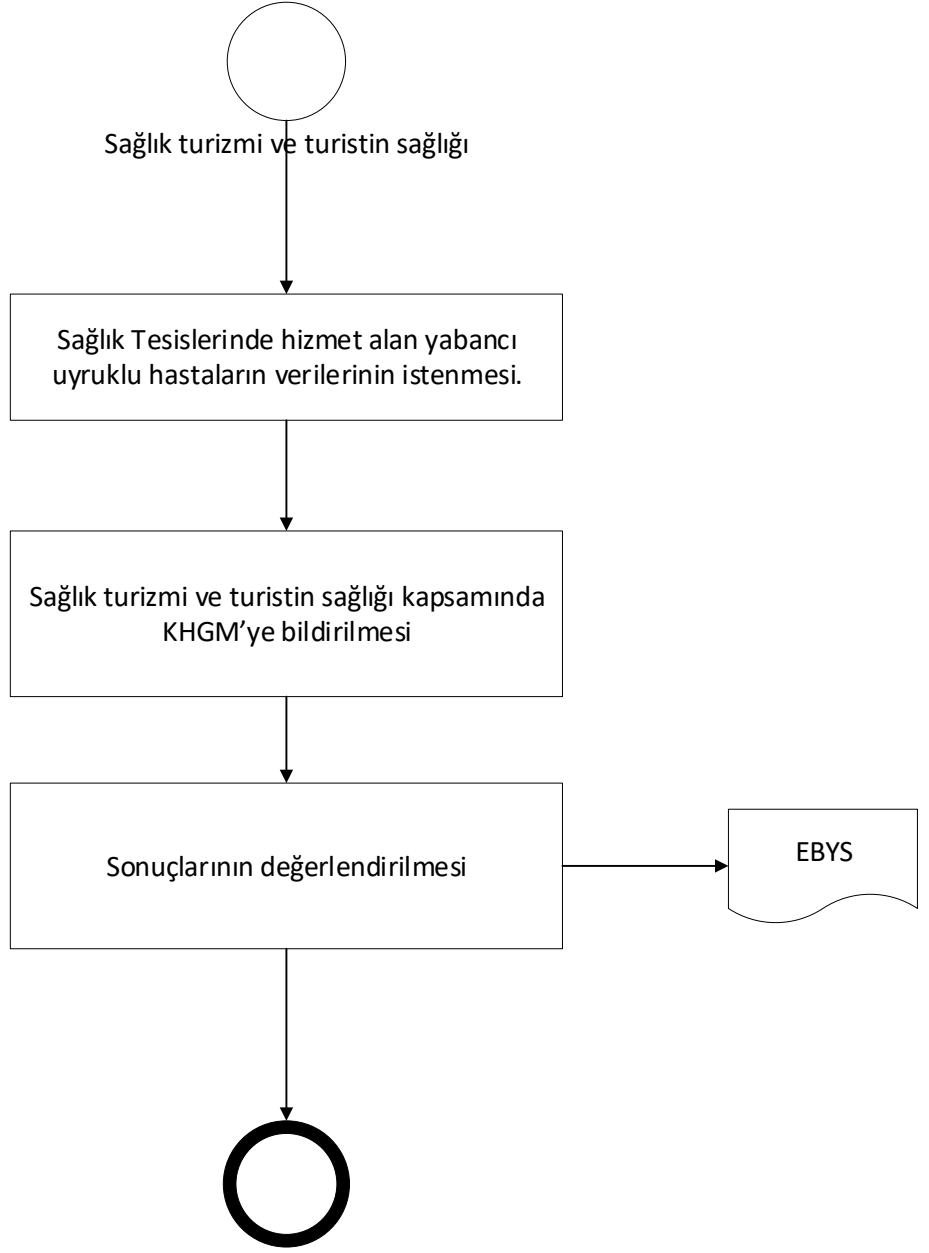 Sağlık turizmi ve turistin sağlığı
Sağlık Tesislerinde hizmet alan yabancı
uyruklu hastaların verilerinin istenmesi.
Sağlık turizmi ve turistin sağlığı kapsamında
KHGM’ye bildirilmesi
Sonuçlarının değerlendirilmesi
EBYS